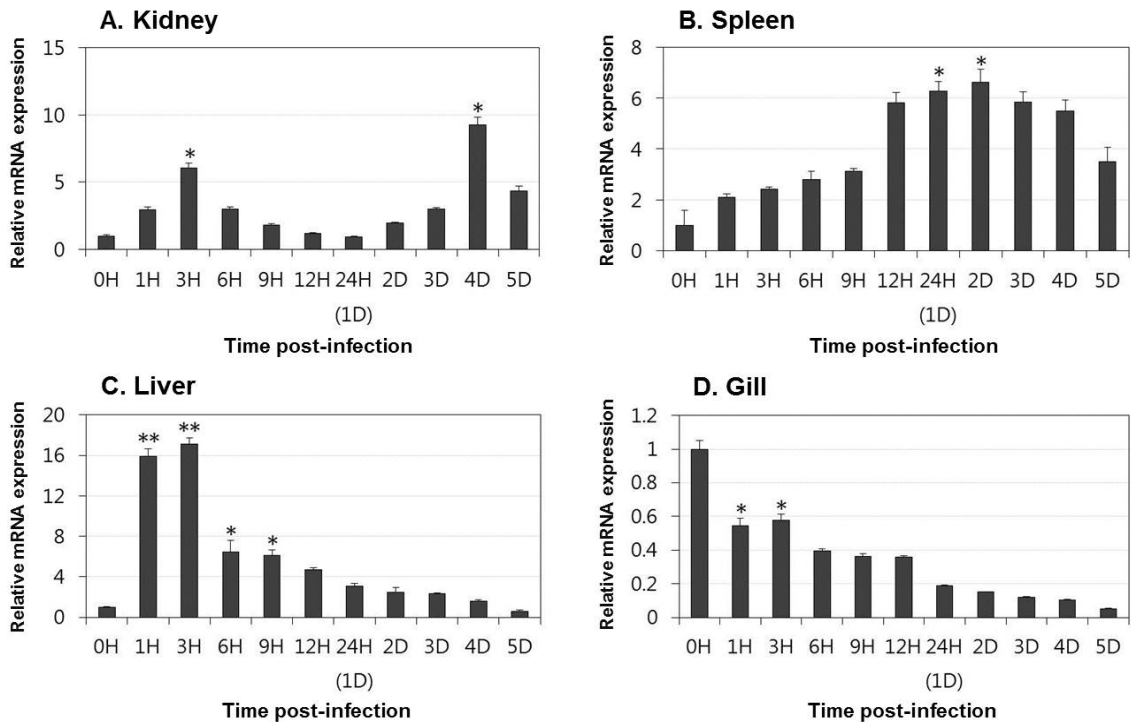 A. Kidney
Relative mRNA expression
15
10
5
0
*
*
0H 1H 3H 6H 9H 12H 24H 2D 3D 4D 5D
(1D)
Time post-infection
B. Spleen
Relative mRNA expression
8
6
4
2
0
* *
0H 1H 3H 6H 9H 12H 24H 2D 3D 4D 5D
(1D)
Time post-infection
C. Liver
Relative mRNA expression
20
16
12
8
4
0
** **
* *
0H 1H 3H 6H 9H 12H 24H 2D 3D 4D 5D
(1D)
Time post-infection
D. Gill
Relative mRNA expression
1.2
1
0.8
0.6
0.4
0.2
0
* *
0H 1H 3H 6H 9H 12H 24H 2D 3D 4D 5D
(1D)
Time post-infection